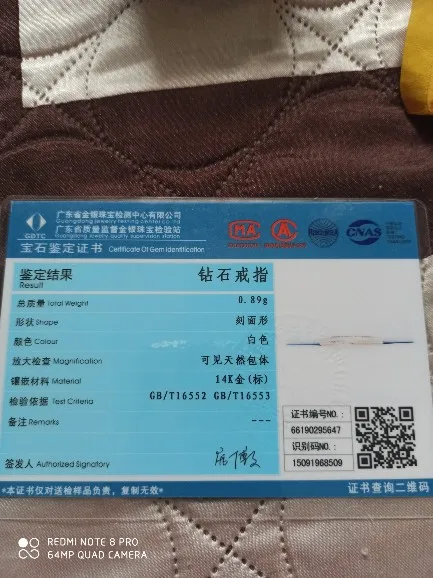 广东省金银珠宝检测中心有限公司
Guangdong jewelry testing center co.ltd
广东省质量监督金银珠宝检验站
Guangdong jewelry quality supervision station
GDTC
宝石鉴定证书 Certificate Of Gem Identification
MA
CNAS
鉴定结果 钻石戒指
Result
总质量 Total Weight 0.89g
形状 Shape 刻面形
颜色 Colour 白色
放大检查 Magnification 可见天然包体
镶嵌材料 Material 14K金(标)
检验依据 Test Criteria GB/T16552 GB/T16553
备注 Remarks ---
证书编号NO.:
66190295647
识别码NO.:
15091968509
签发人 Authorized Signatory
*本证书仅对送检样品负责，复制无效*
证书查询二维码
REDMI NOTE 8 PRO
64MP QUAD CAMERA